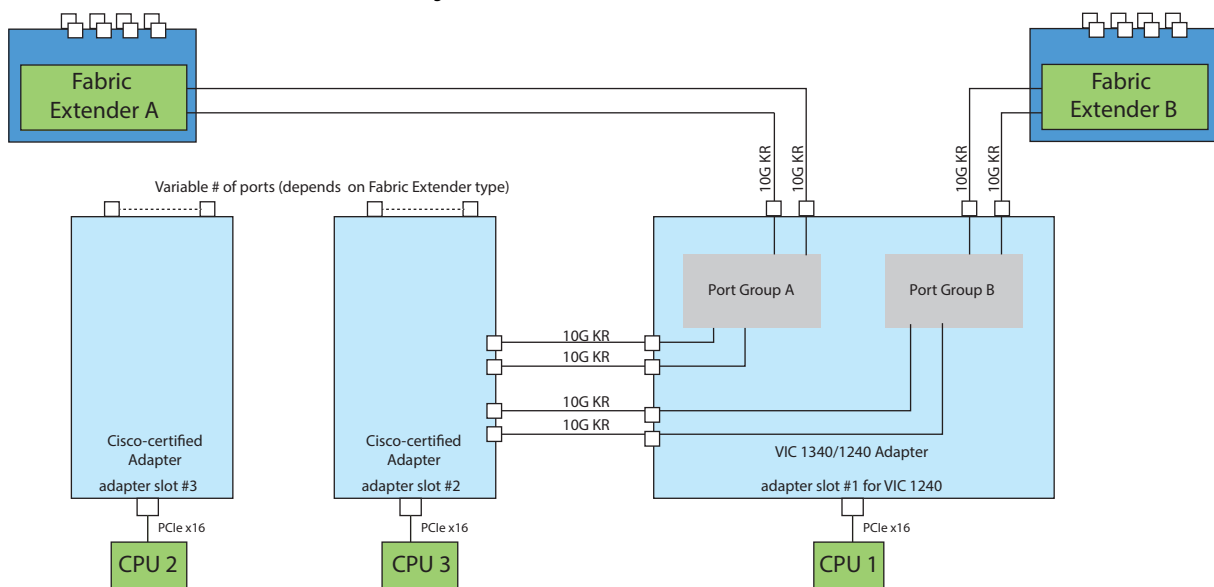 Fabric
Extender A
Fabric
Extender B
10G KR
10G KR
10G KR
10G KR
Variable # of ports (depends on Fabric Extender type)
Port Group A
Port Group B
10G KR
10G KR
10G KR
10G KR
Cisco-certified
Adapter
adapter slot #3
Cisco-certified
Adapter
adapter slot #2
VIC 1340/1240 Adapter
adapter slot #1 for VIC 1240
PCIe x16
PCIe x16
PCIe x16
CPU 2
CPU 3
CPU 1